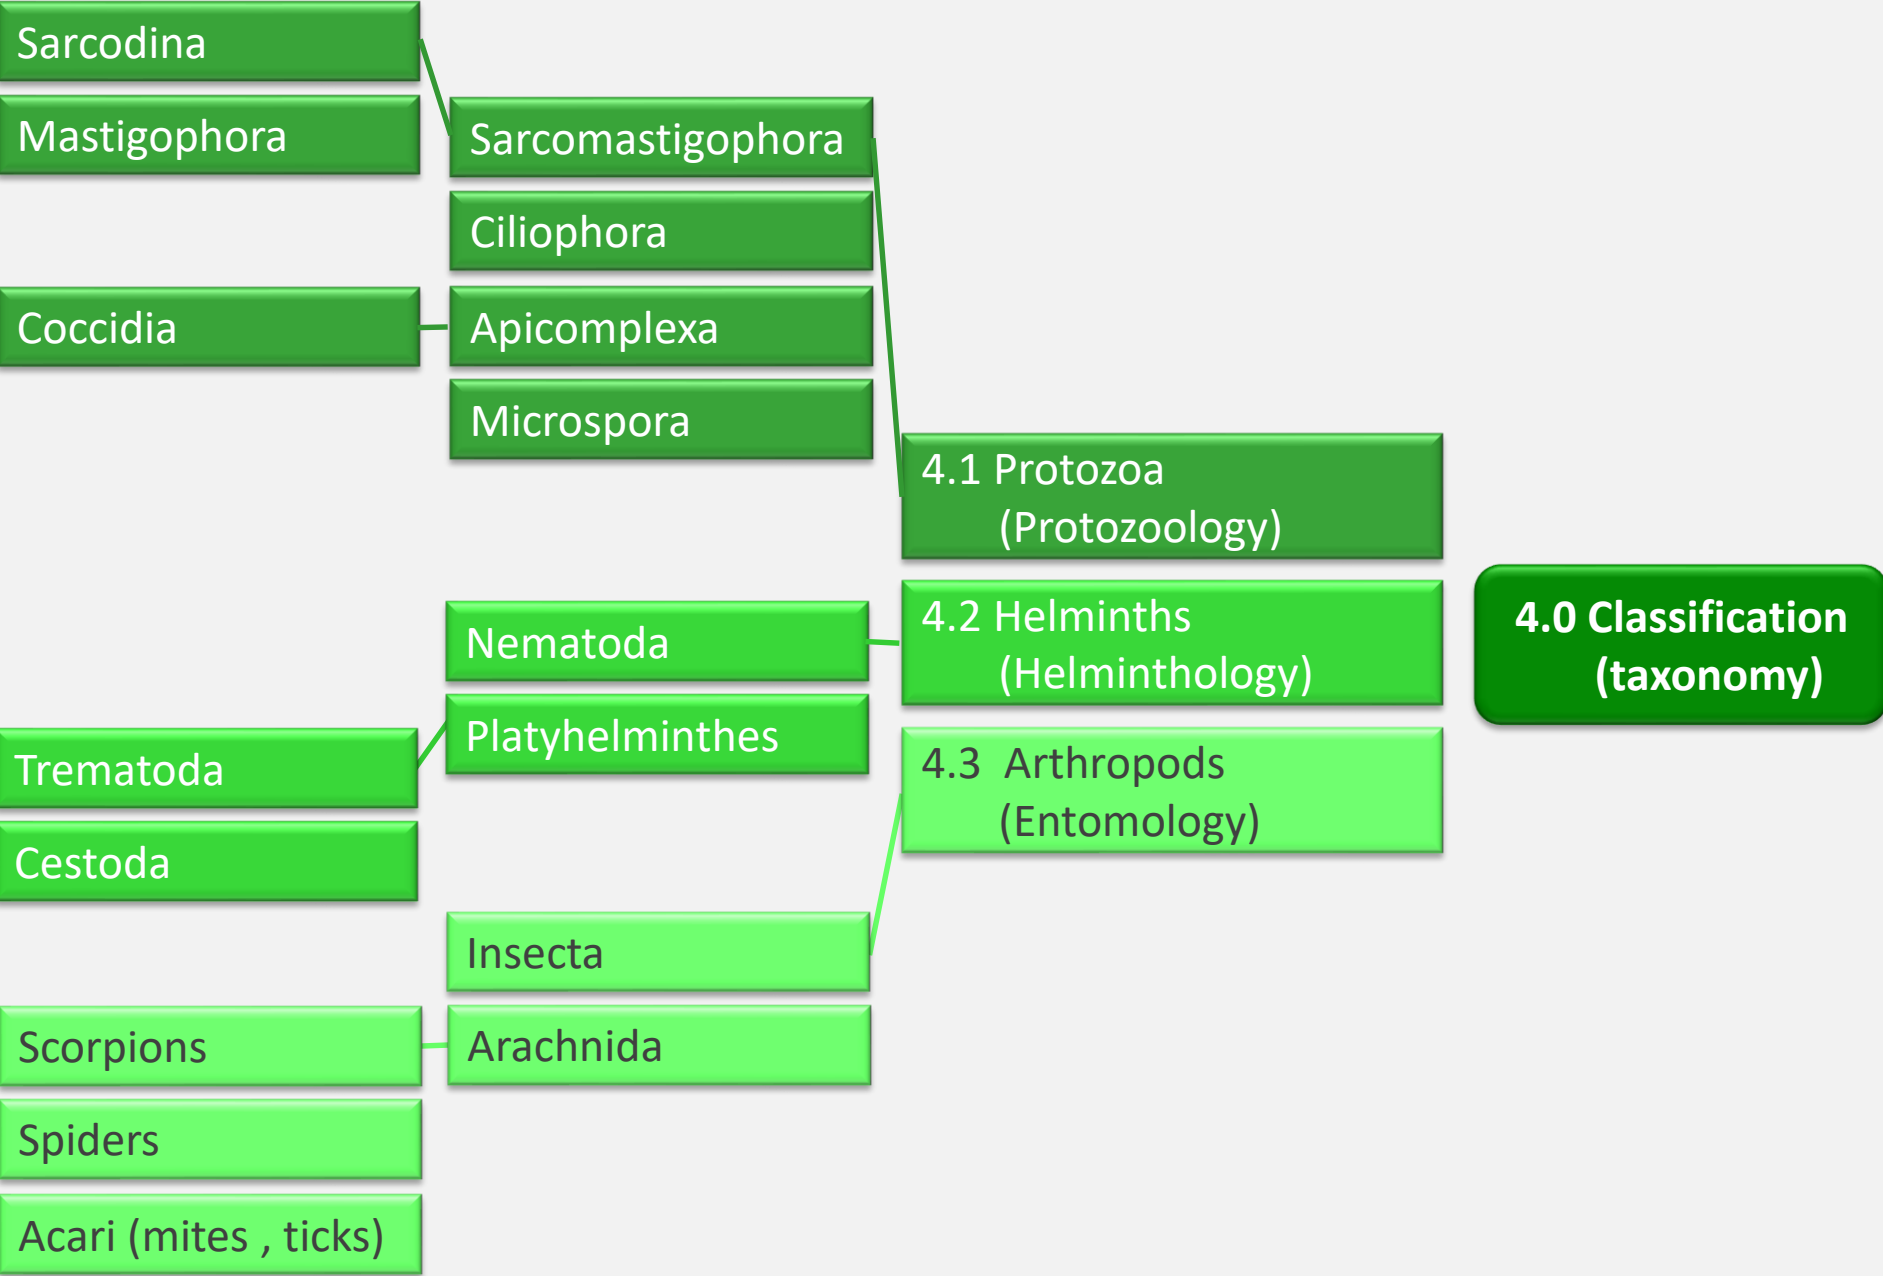 Sarcodina
Mastigophora
Sarcomastigophora
Ciliophora
Coccidia
Apicomplexa
Microspora
4.1 Protozoa
(Protozoology)
4.2 Helminths
(Helminthology)
4.0 Classification
(taxonomy)
Nematoda
Platyhelminthes
Trematoda
Cestoda
4.3 Arthropods
(Entomology)
Insecta
Scorpions
Arachnida
Spiders
Acari (mites , ticks)